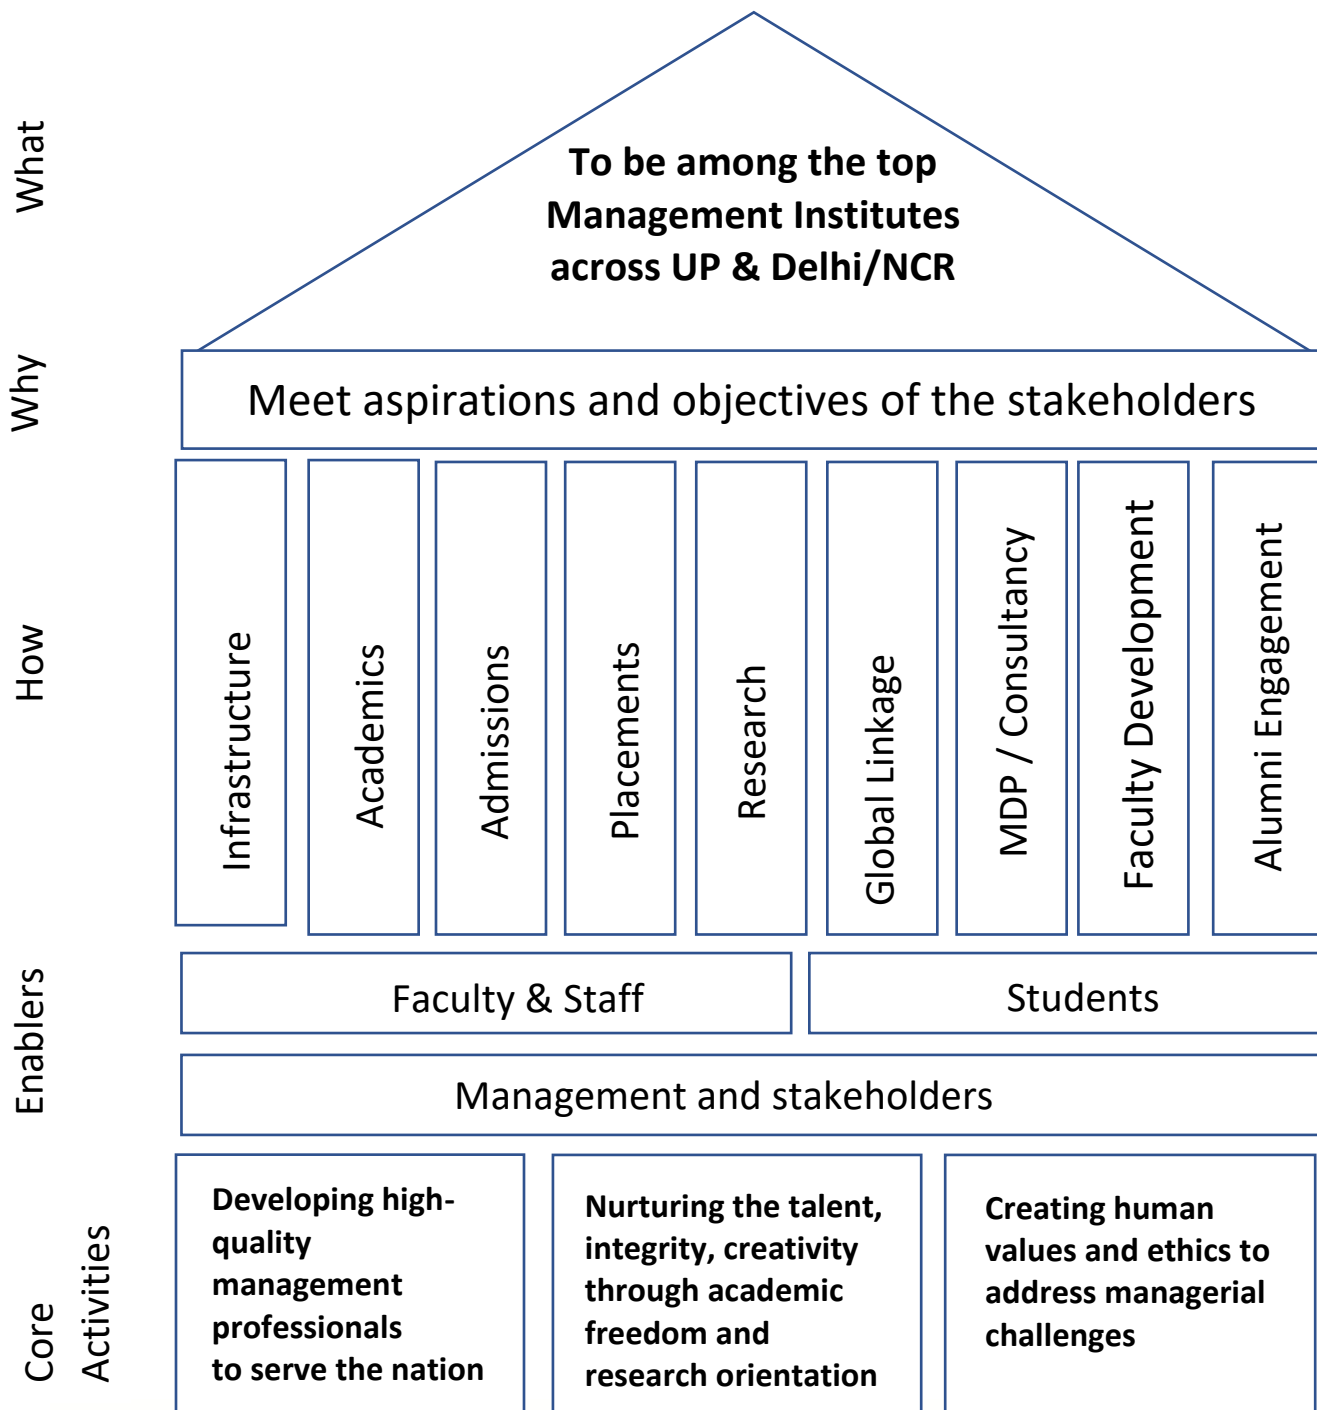 What
To be among the top
Management Institutes
across UP & Delhi/NCR
Why
Meet aspirations and objectives of the stakeholders
How
Infrastructure
Academics
Admissions
Placements
Research
Global Linkage
MDP / Consultancy
Faculty Development
Alumni Engagement
Enablers
Faculty & Staff
Students
Management and stakeholders
Core
Activities
Developing high-
quality
management
professionals
to serve the nation
Nurturing the talent,
integrity, creativity
through academic
freedom and
research orientation
Creating human
values and ethics to
address managerial
challenges